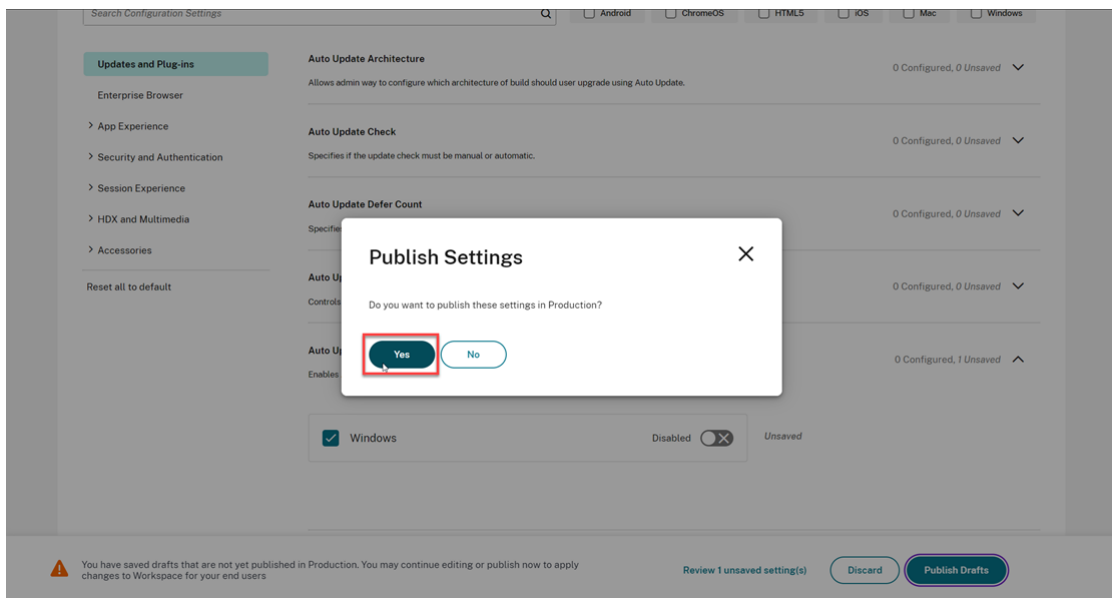 Search Configuration Settings
Android
ChromeOS
HTML5
iOS
Mac
Windows
Updates and Plug-ins
Enterprise Browser
App Experience
Security and Authentication
Session Experience
HDX and Multimedia
Accessories
Reset all to default
Auto Update Architecture
0 Configured, 0 Unsaved
Allows admin way to configure which architecture of build should user upgrade using Auto Update.
Auto Update Check
0 Configured, 0 Unsaved
Specifies if the update check must be manual or automatic.
Auto Update Defer Count
0 Configured, 0 Unsaved
Auto
0 Configured, 0 Unsaved
Controls
Auto
0 Configured, 1 Unsaved
Enables
Publish Settings
Do you want to publish these settings in Production?
Yes
No
Windows
Disabled
Unsaved
You have saved drafts that are not yet published in Production. You may continue editing or publish now to apply
changes to Workspace for your end users
Review 1 unsaved setting(s)
Discard
Publish Drafts